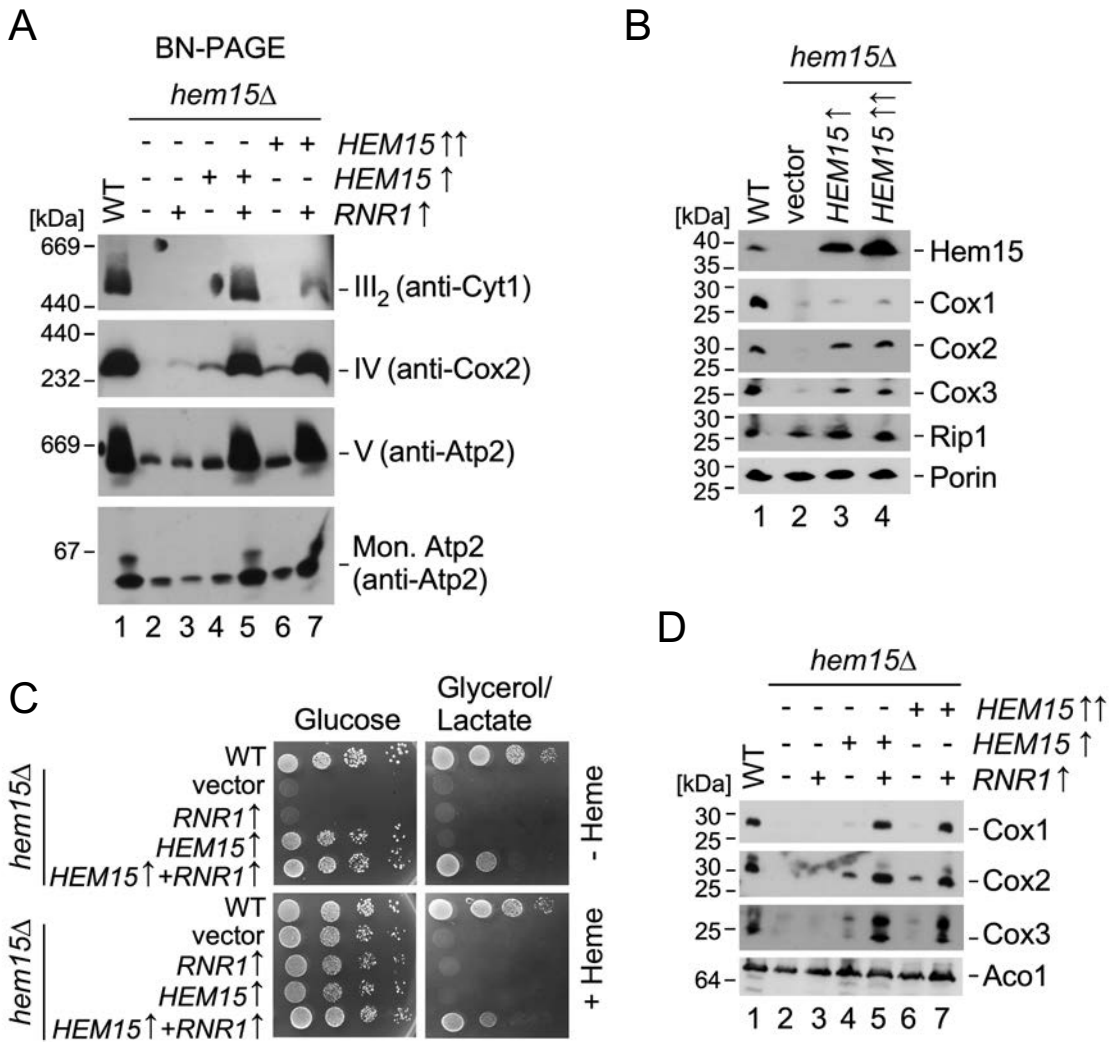 A
BN-PAGE
hem15Δ
- - - - - + + HEM15↑↑
- - + + - - HEM15↑
WT - + - + - + RNR1↑
[kDa]
669
440
III2 (anti-Cyt1)
440
232
IV (anti-Cox2)
669
V (anti-Atp2)
67
Mon. Atp2
(anti-Atp2)
1 2 3 4 5 6 7
B
hem15Δ
WT vector HEM15↑ HEM15↑↑
[kDa]
40
35
Hem15
30
25
Cox1
30
25
Cox2
25
Cox3
30
25
Rip1
30
25
Porin
1 2 3 4
C
Glucose
Glycerol/
Lactate
hem15Δ
WT
vector
RNR1↑
HEM15↑
HEM15↑+RNR1↑
- Heme
hem15Δ
WT
vector
RNR1↑
HEM15↑
HEM15↑+RNR1↑
+ Heme
D
hem15Δ
- - - - + + HEM15↑↑
- - + + - - HEM15↑
WT - + - + - + RNR1↑
[kDa]
30
25
Cox1
30
25
Cox2
25
Cox3
64
Aco1
1 2 3 4 5 6 7